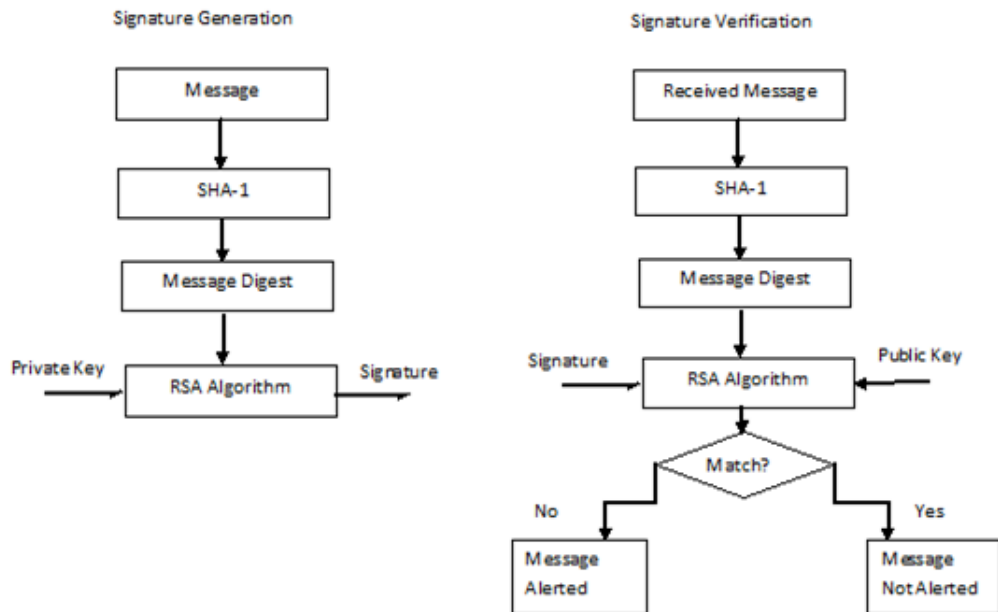 Signature Generation
Message
SHA-1
Message Digest
Private Key
RSA Algorithm
Signature
Signature Verification
Received Message
SHA-1
Message Digest
Signature
RSA Algorithm
Public Key
Match?
No
Yes
Message
Alerted
Message
Not Alerted